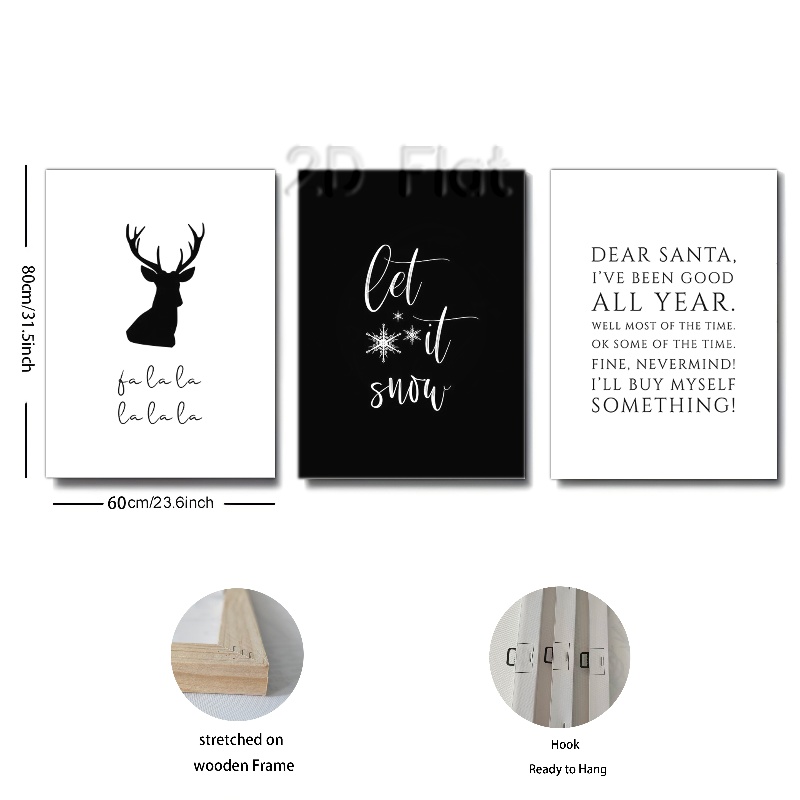 2D Flat
80cm/31.5inch
fa la la
la la la
60cm/23.6inch
let
it
snow
DEAR SANTA,
I'VE BEEN GOOD
ALL YEAR.
WELL MOST OF THE TIME.
OK SOME OF THE TIME.
FINE, NEVERMIND!
I'LL BUY MYSELF
SOMETHING!
stretched on
wooden Frame
Hook
Ready to Hang